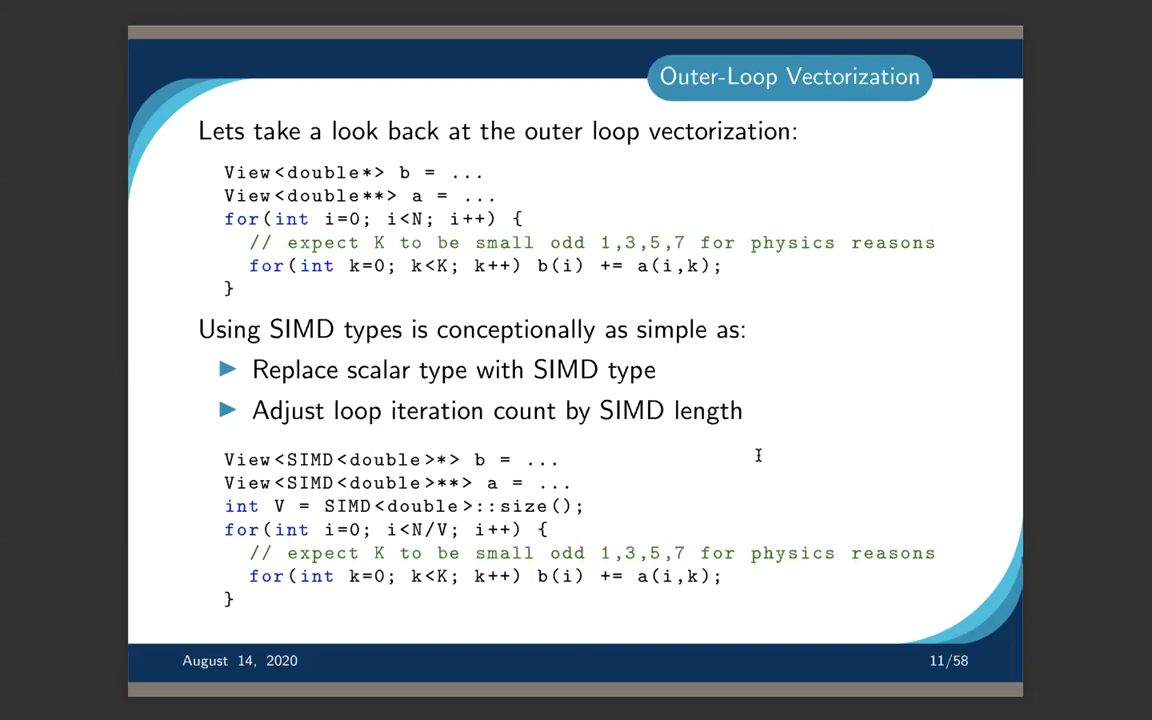 Outer-Loop Vectorization
Lets take a look back at the outer loop vectorization:
View<double*> b = ...
View<double**> a = ...
for(int i=0; i<N; i++) {
// expect K to be small odd 1,3,5,7 for physics reasons
for(int k=0; k<K; k++) b(i) += a(i,k);
}
Using SIMD types is conceptionally as simple as:
Replace scalar type with SIMD type
Adjust loop iteration count by SIMD length
View<SIMD<double>*> b = ...
View<SIMD<double>**> a = ...
int V = SIMD<double>::size();
for(int i=0; i<N/V; i++) {
// expect K to be small odd 1,3,5,7 for physics reasons
for(int k=0; k<K; k++) b(i) += a(i,k);
}
August 14, 2020
11/58